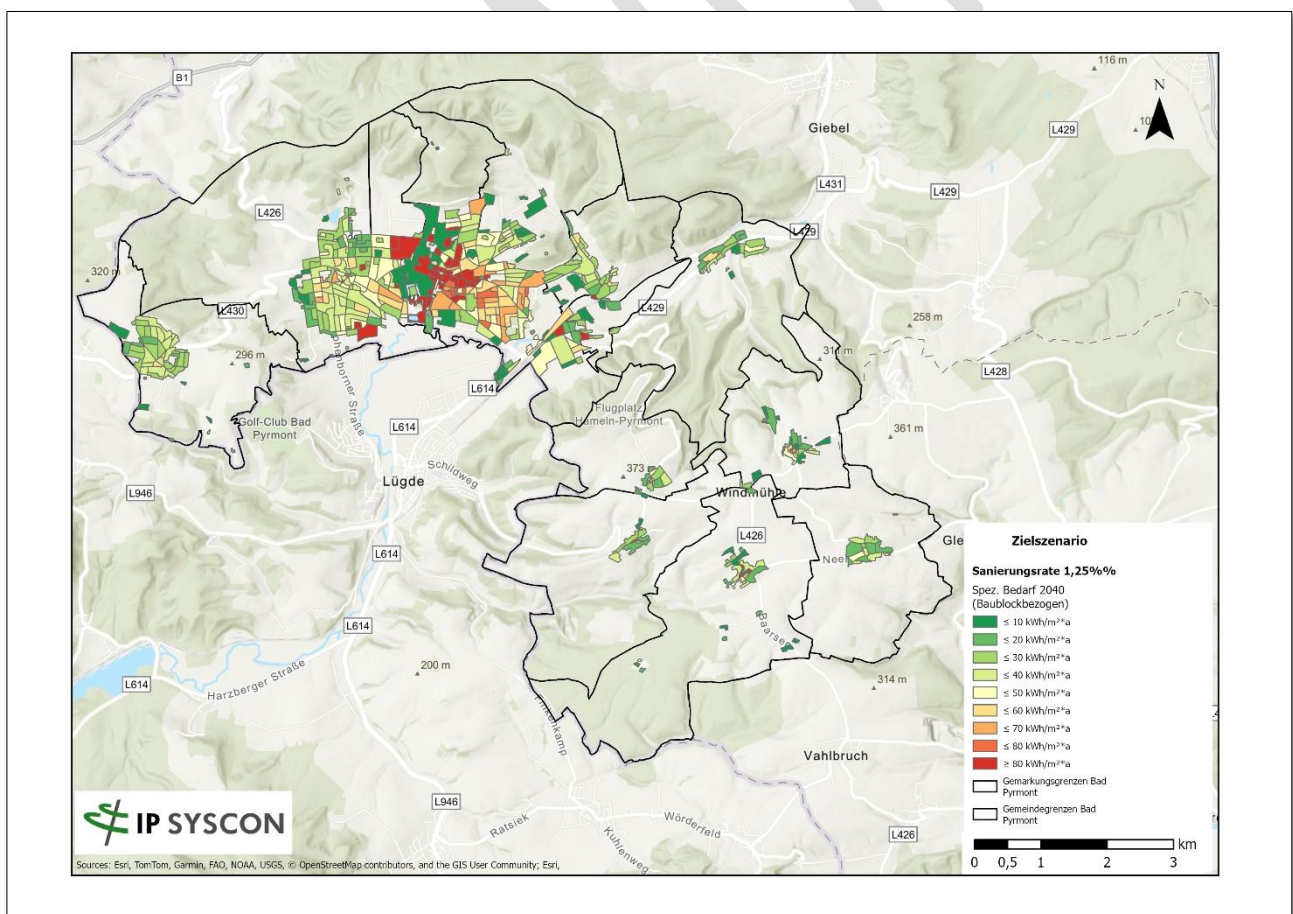 116 m
B1
N
Giebel
L429
L431
L429
L426
L429
320 m
L430
L429
258 m
296 m
L428
L614
Golf-Club Bad
Pyrmont
Flugplatz
Hameln-Pyrmont
L614
361 m
Schildweg
373
Lügde
Windmühle
L946
L426
L614
Baarsen
L614
200 m
314 m
L614
Harzberger Straße
Vahlbruch
L946
Ratsiek
Wörderfeld
Kuhlenweg
L426
Zielszenario
Sanierungsrate 1,25%%
Spez. Bedarf 2040
(Baublockbezogen)
≤ 10 kWh/m²*a
≤ 20 kWh/m²*a
≤ 30 kWh/m²*a
≤ 40 kWh/m²*a
≤ 50 kWh/m²*a
≤ 60 kWh/m²*a
≤ 70 kWh/m²*a
≤ 80 kWh/m²*a
≥ 80 kWh/m²*a
Gemarkungsgrenzen Bad
Pyrmont
Gemeindegrenzen Bad
Pyrmont
km
0 0,5 1 2 3
IP SYSCON
Sources: Esri, TomTom, Garmin, FAO, NOAA, USGS, © OpenStreetMap contributors, and the GIS User Community; Esri,